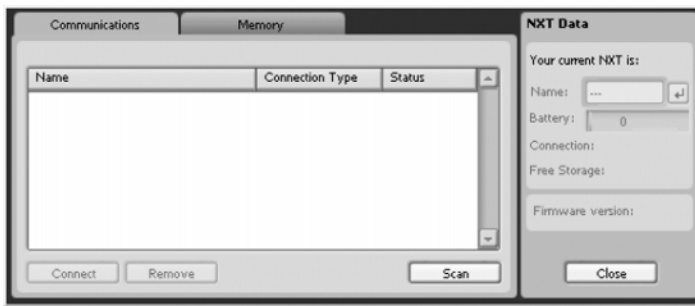 Communications
Memory
Name
Connection Type
Status
Connect
Remove
Scan
NXT Data
Your current NXT is:
Name:
---
Battery:
0
Connection:
Free Storage:
Firmware version:
Close